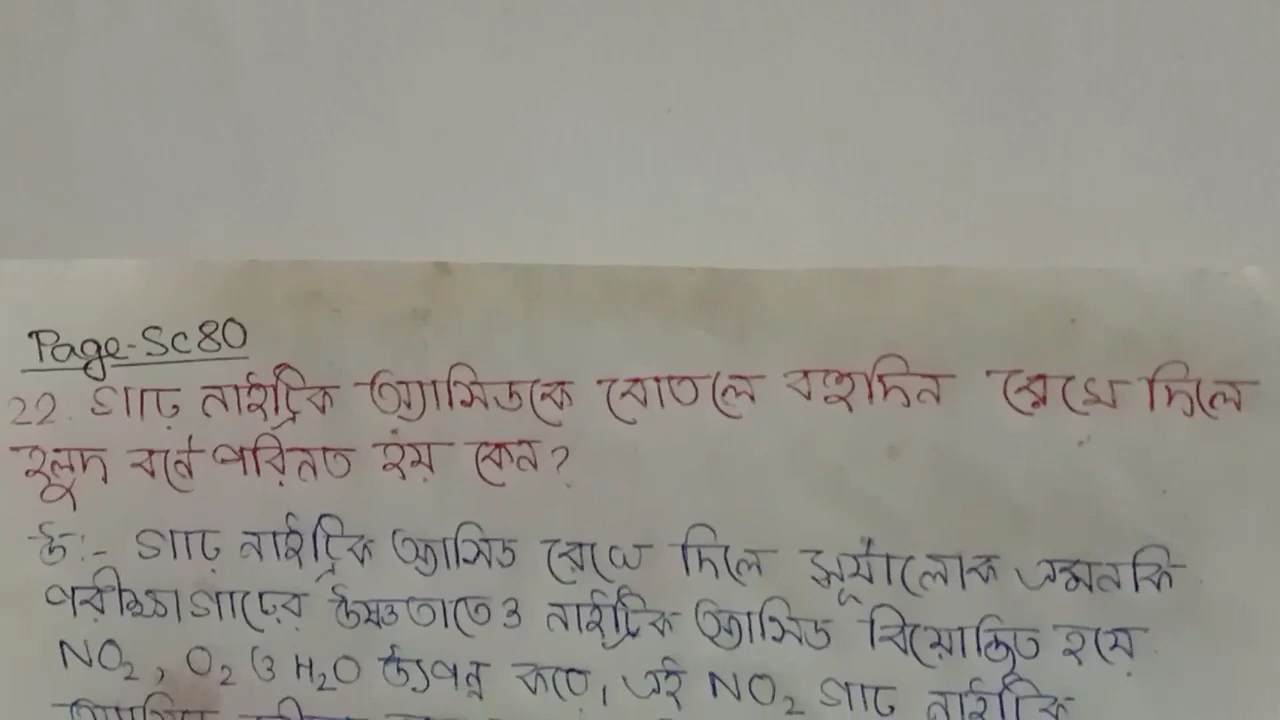 Page-SC80
22. গাঢ় নাইট্রিক অ্যাসিডকে বোতলে বহুদিন রেখে দিলে
হলুদ বর্নে পরিনত হয় কেন?
উঃ- গাঢ় নাইট্রিক অ্যাসিড রেখে দিলে সূর্যালোক এমনকি
পরীক্ষাগারের উষ্ণতাতেও নাইট্রিক অ্যাসিড বিয়োজিত হয়ে
NO₂, O₂ ও H₂O উৎপন্ন করে, এই NO₂ গাঢ় নাইট্রিক